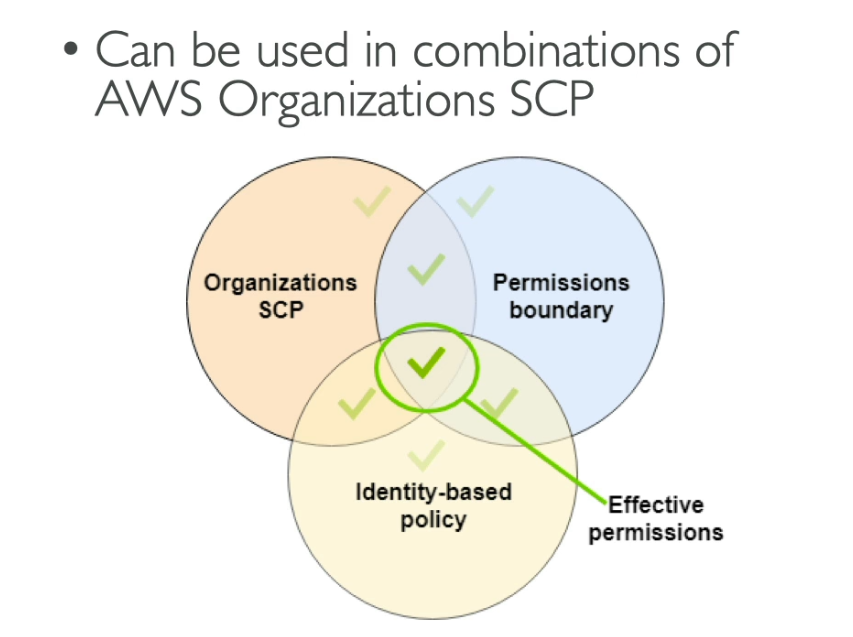 • Can be used in combinations of
AWS Organizations SCP
Organizations
SCP
Permissions
boundary
Identity-based
policy
Effective
permissions